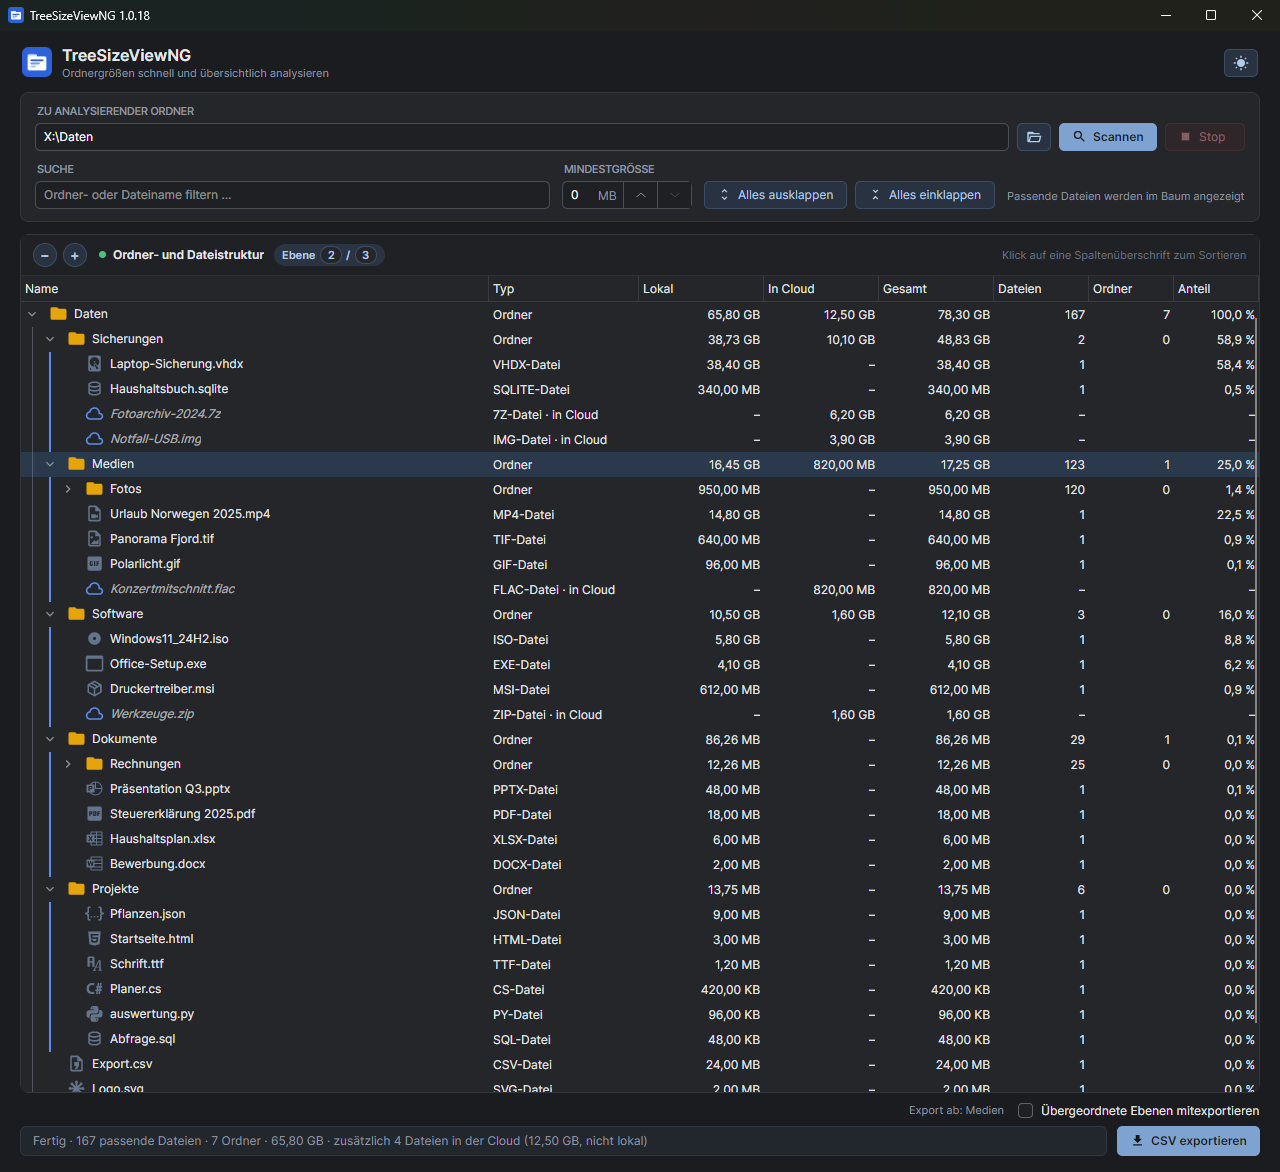 TreeSizeViewNG 1.0.18
TreeSizeViewNG
Ordnergrößen schnell und übersichtlich analysieren
ZU ANALYSIERENDER ORDNER
X:\Daten
Scannen
Stop
SUCHE
MINDESTGRÖSSE
Ordner- oder Dateiname filtern ...
0 MB
Alles ausklappen
Alles einklappen
Passende Dateien werden im Baum angezeigt
Ordner- und Dateistruktur
Ebene 2 / 3
Klick auf eine Spaltenüberschrift zum Sortieren
Name Typ Lokal In Cloud Gesamt Dateien Ordner Anteil
Daten Ordner 65,80 GB 12,50 GB 78,30 GB 167 7 100,0 %
Sicherungen Ordner 38,73 GB 10,10 GB 48,83 GB 2 0 58,9 %
Laptop-Sicherung.vhdx VHDX-Datei 38,40 GB – 38,40 GB 1 58,4 %
Haushaltsbuch.sqlite SQLITE-Datei 340,00 MB – 340,00 MB 1 0,5 %
Fotoarchiv-2024.7z 7Z-Datei · in Cloud – 6,20 GB 6,20 GB – –
Notfall-USB.img IMG-Datei · in Cloud – 3,90 GB 3,90 GB – –
Medien Ordner 16,45 GB 820,00 MB 17,25 GB 123 1 25,0 %
Fotos Ordner 950,00 MB – 950,00 MB 120 0 1,4 %
Urlaub Norwegen 2025.mp4 MP4-Datei 14,80 GB – 14,80 GB 1 22,5 %
Panorama Fjord.tif TIF-Datei 640,00 MB – 640,00 MB 1 0,9 %
GIF Polarlicht.gif GIF-Datei 96,00 MB – 96,00 MB 1 0,1 %
Konzertmitschnitt.flac FLAC-Datei · in Cloud – 820,00 MB 820,00 MB – –
Software Ordner 10,50 GB 1,60 GB 12,10 GB 3 0 16,0 %
Windows11_24H2.iso ISO-Datei 5,80 GB – 5,80 GB 1 8,8 %
Office-Setup.exe EXE-Datei 4,10 GB – 4,10 GB 1 6,2 %
Druckertreiber.msi MSI-Datei 612,00 MB – 612,00 MB 1 0,9 %
Werkzeuge.zip ZIP-Datei · in Cloud – 1,60 GB 1,60 GB – –
Dokumente Ordner 86,26 MB – 86,26 MB 29 1 0,1 %
Rechnungen Ordner 12,26 MB – 12,26 MB 25 0 0,0 %
Präsentation Q3.pptx PPTX-Datei 48,00 MB – 48,00 MB 1 0,1 %
PDF Steuererklärung 2025.pdf PDF-Datei 18,00 MB – 18,00 MB 1 0,0 %
Haushaltsplan.xlsx XLSX-Datei 6,00 MB – 6,00 MB 1 0,0 %
Bewerbung.docx DOCX-Datei 2,00 MB – 2,00 MB 1 0,0 %
Projekte Ordner 13,75 MB – 13,75 MB 6 0 0,0 %
{...} Pflanzen.json JSON-Datei 9,00 MB – 9,00 MB 1 0,0 %
Startseite.html HTML-Datei 3,00 MB – 3,00 MB 1 0,0 %
Schrift.ttf TTF-Datei 1,20 MB – 1,20 MB 1 0,0 %
C# Planer.cs CS-Datei 420,00 KB – 420,00 KB 1 0,0 %
auswertung.py PY-Datei 96,00 KB – 96,00 KB 1 0,0 %
Abfrage.sql SQL-Datei 48,00 KB – 48,00 KB 1 0,0 %
Export.csv CSV-Datei 24,00 MB – 24,00 MB 1 0,0 %
Logo.svg SVG-Datei 2,00 MB – 2,00 MB 1 0,0 %
Export ab: Medien
Übergeordnete Ebenen mitexportieren
Fertig · 167 passende Dateien · 7 Ordner · 65,80 GB · zusätzlich 4 Dateien in der Cloud (12,50 GB, nicht lokal)
CSV exportieren